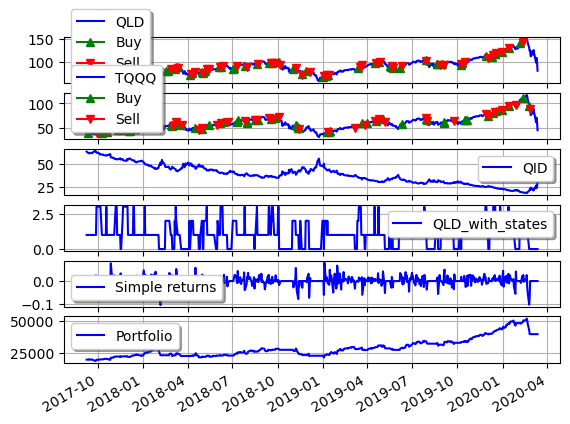 QLD
Buy
Sell
150
100
TQQQ
Buy
Sell
100
50
QID
50
25
QLD_with_states
2.5
0.0
Simple returns
0.0
−0.1
Portfolio
50000
25000
2017-10
2018-01
2018-04
2018-07
2018-10
2019-01
2019-04
2019-07
2019-10
2020-01
2020-04